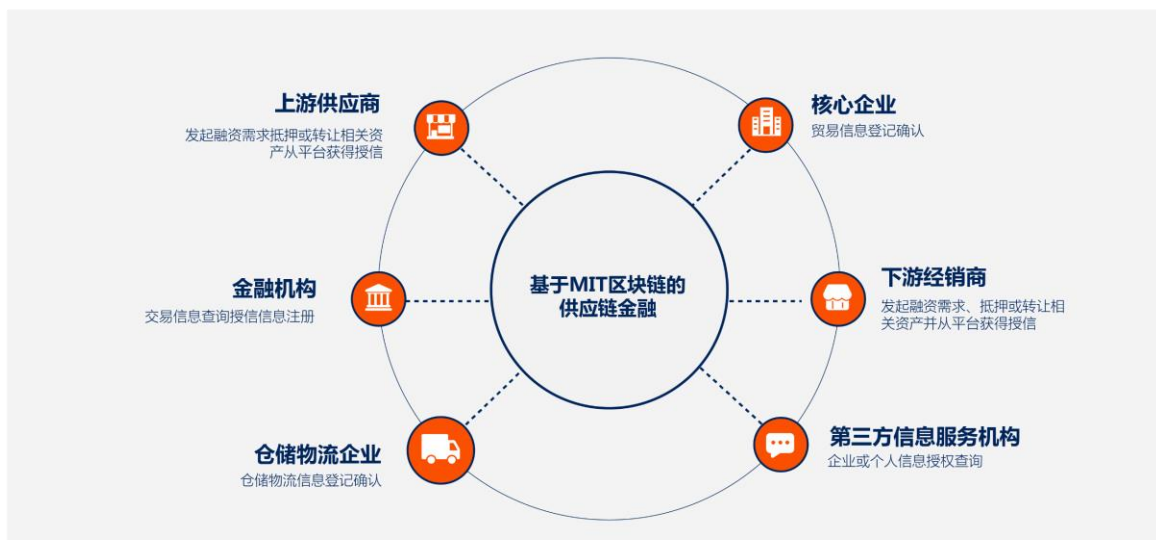 上游供应商
发起融资需求抵押或转让相关资
产从平台获得授信
核心企业
贸易信息登记确认
金融机构
交易信息查询授信信息注册
基于MIT区块链的
供应链金融
下游经销商
发起融资需求、抵押或转让相
关资产并从平台获得授信
仓储物流企业
仓储物流信息登记确认
第三方信息服务机构
企业或个人信息授权查询